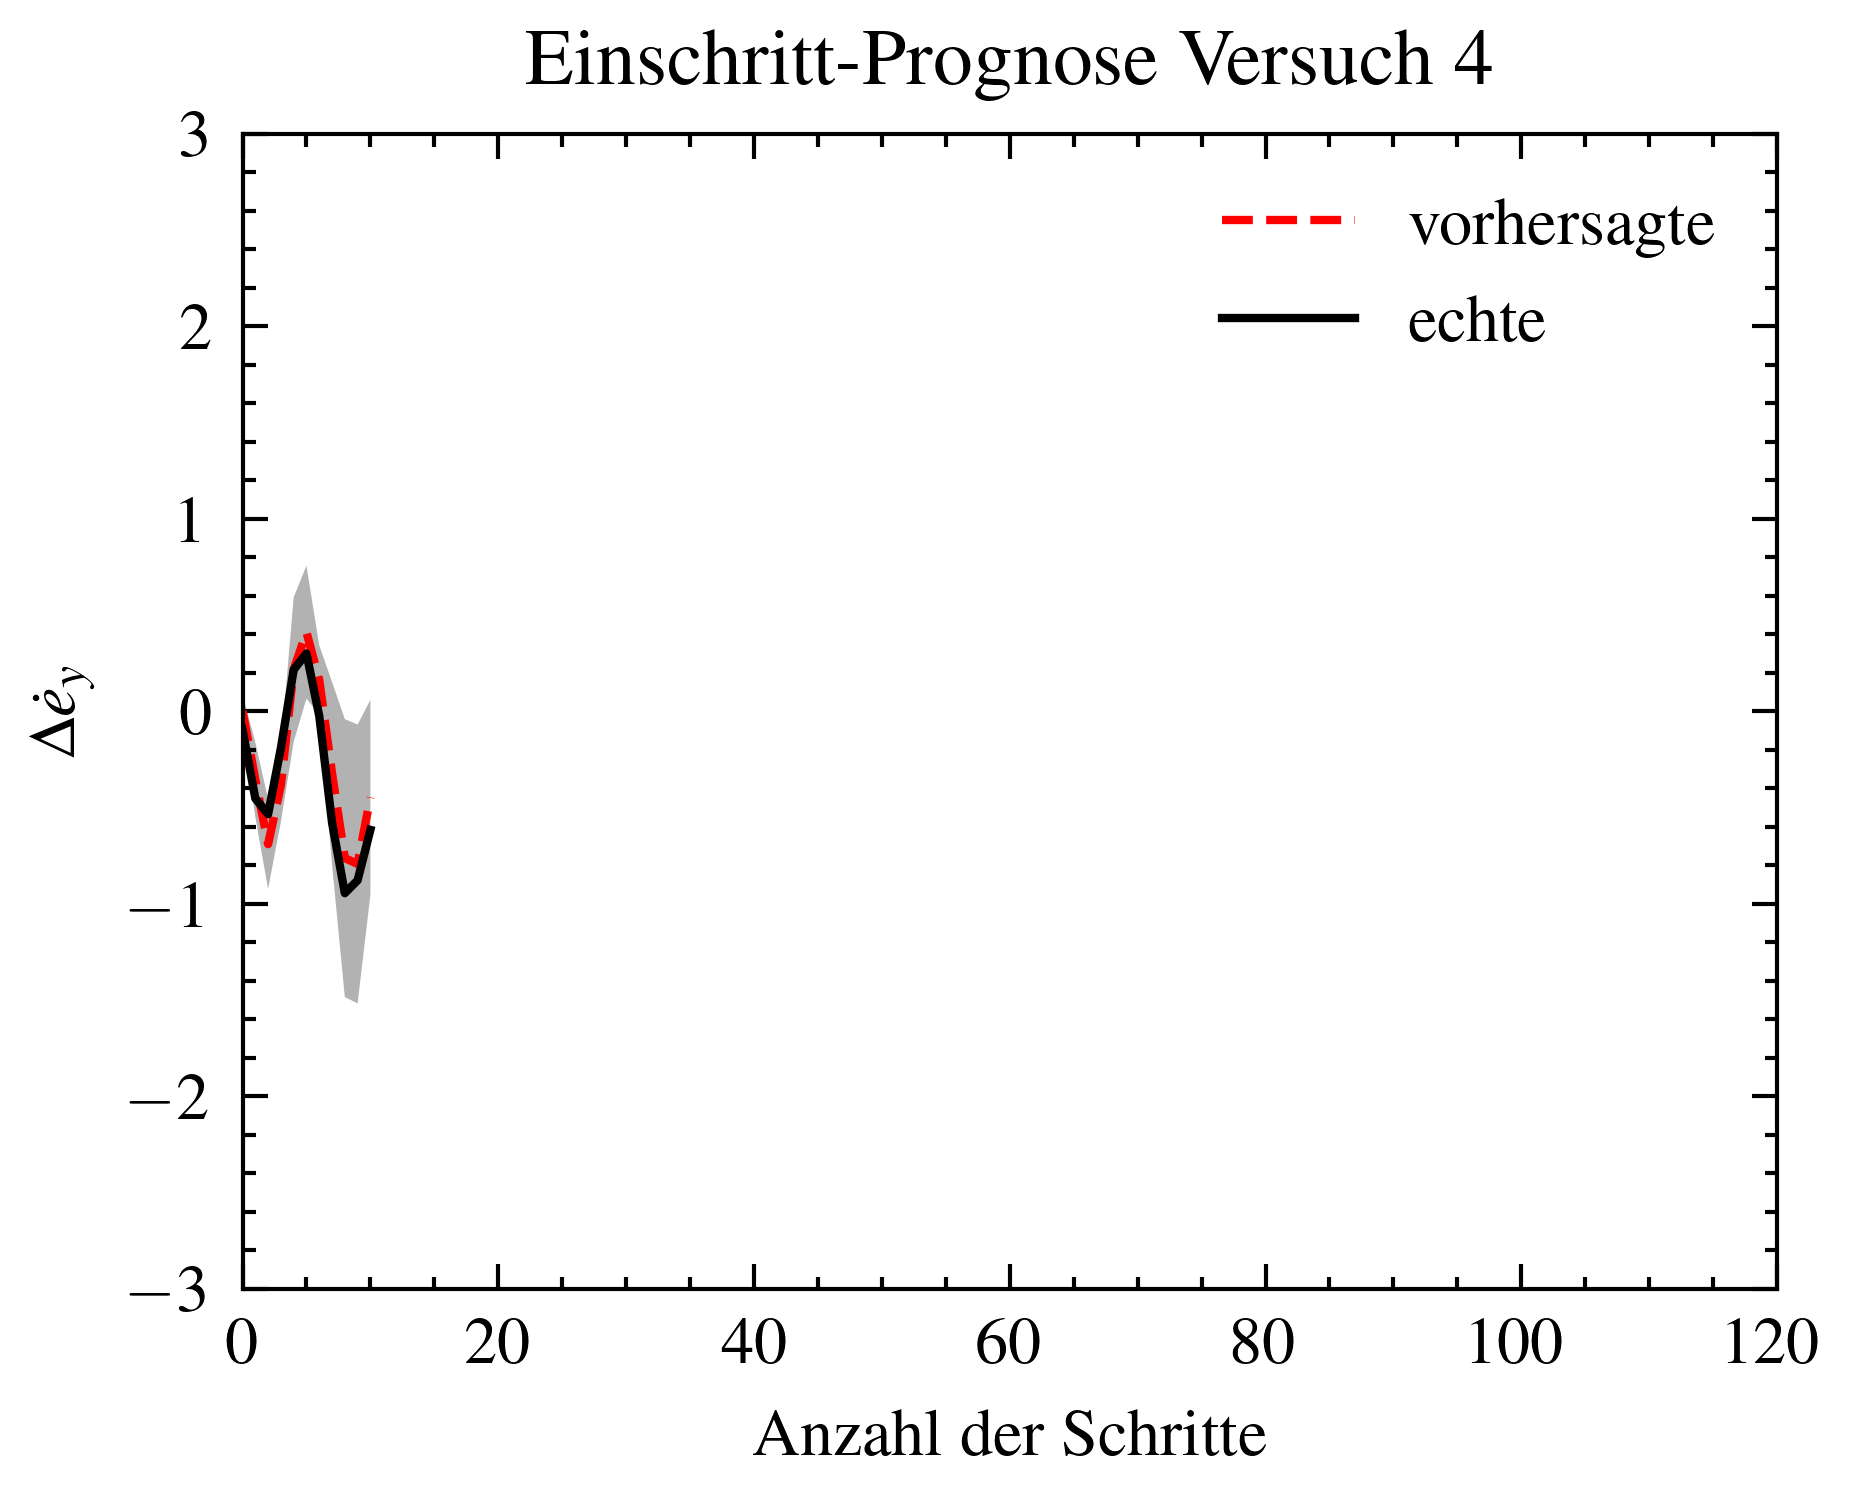 Einschritt-Prognose Versuch 4
3
2
1
0
−1
−2
−3
Δė_y
vorhersagte
echte
0 20 40 60 80 100 120
Anzahl der Schritte